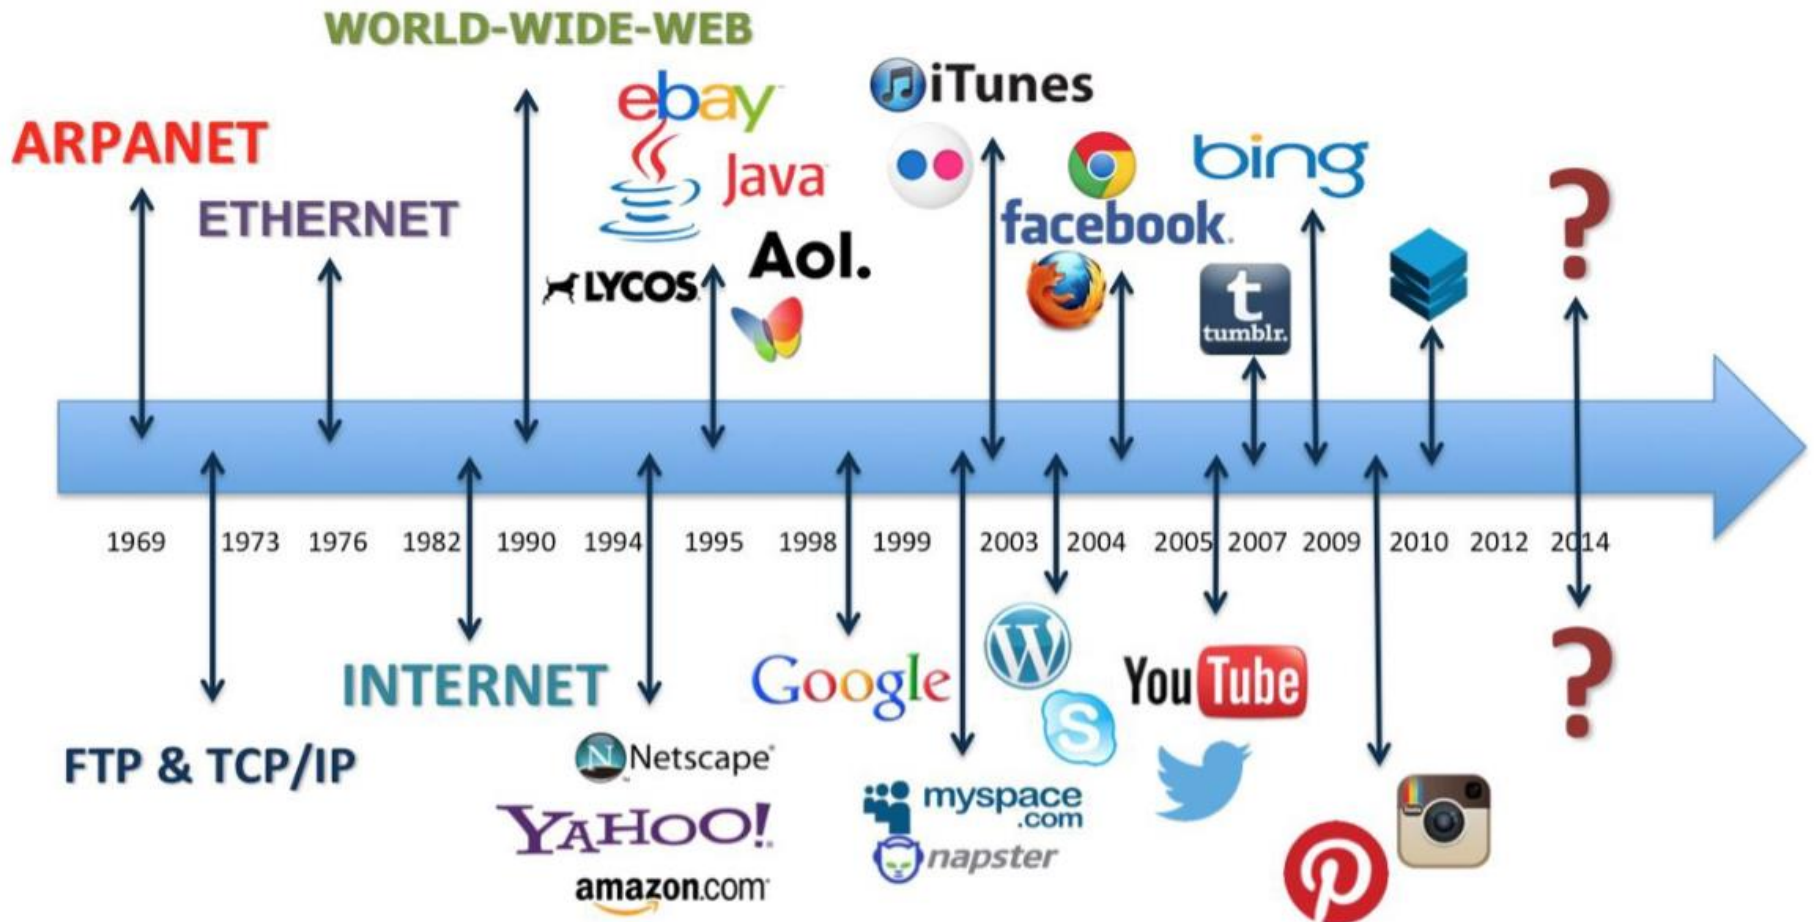 WORLD-WIDE-WEB
ebay
iTunes
ARPANET
Java
bing
ETHERNET
facebook.
Aol.
LYCOS
t
tumblr.
?
1969 1973 1976 1982 1990 1994 1995 1998 1999 2003 2004 2005 2007 2009 2010 2012 2014
INTERNET
Google
W
YouTube
S
?
FTP & TCP/IP
N Netscape
YAHOO!
amazon.com
myspace
.com
napster
P